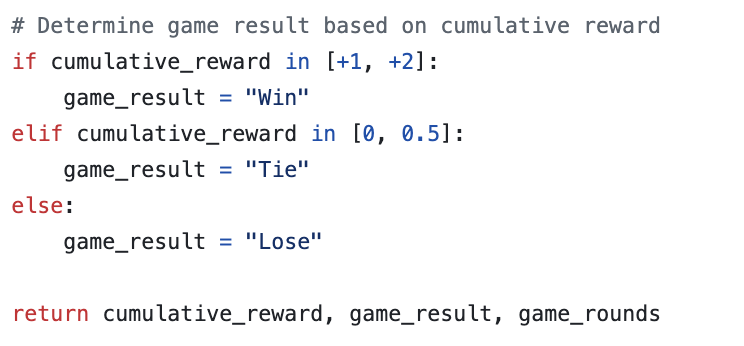 # Determine game result based on cumulative reward
if cumulative_reward in [+1, +2]:
    game_result = "Win"
elif cumulative_reward in [0, 0.5]:
    game_result = "Tie"
else:
    game_result = "Lose"

return cumulative_reward, game_result, game_rounds